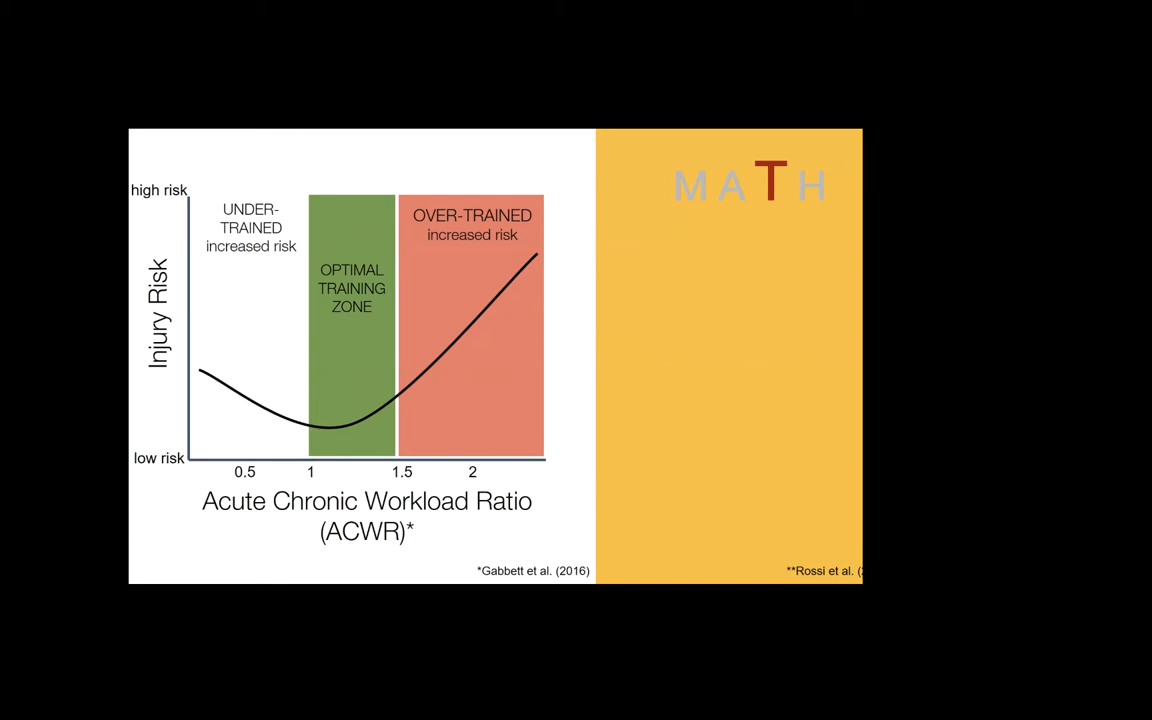 high risk
UNDER-
TRAINED
increased risk
OPTIMAL
TRAINING
ZONE
OVER-TRAINED
increased risk
Injury Risk
low risk
0.5 1 1.5 2
Acute Chronic Workload Ratio
(ACWR)*
*Gabbett et al. (2016)
MATH
**Rossi et al.